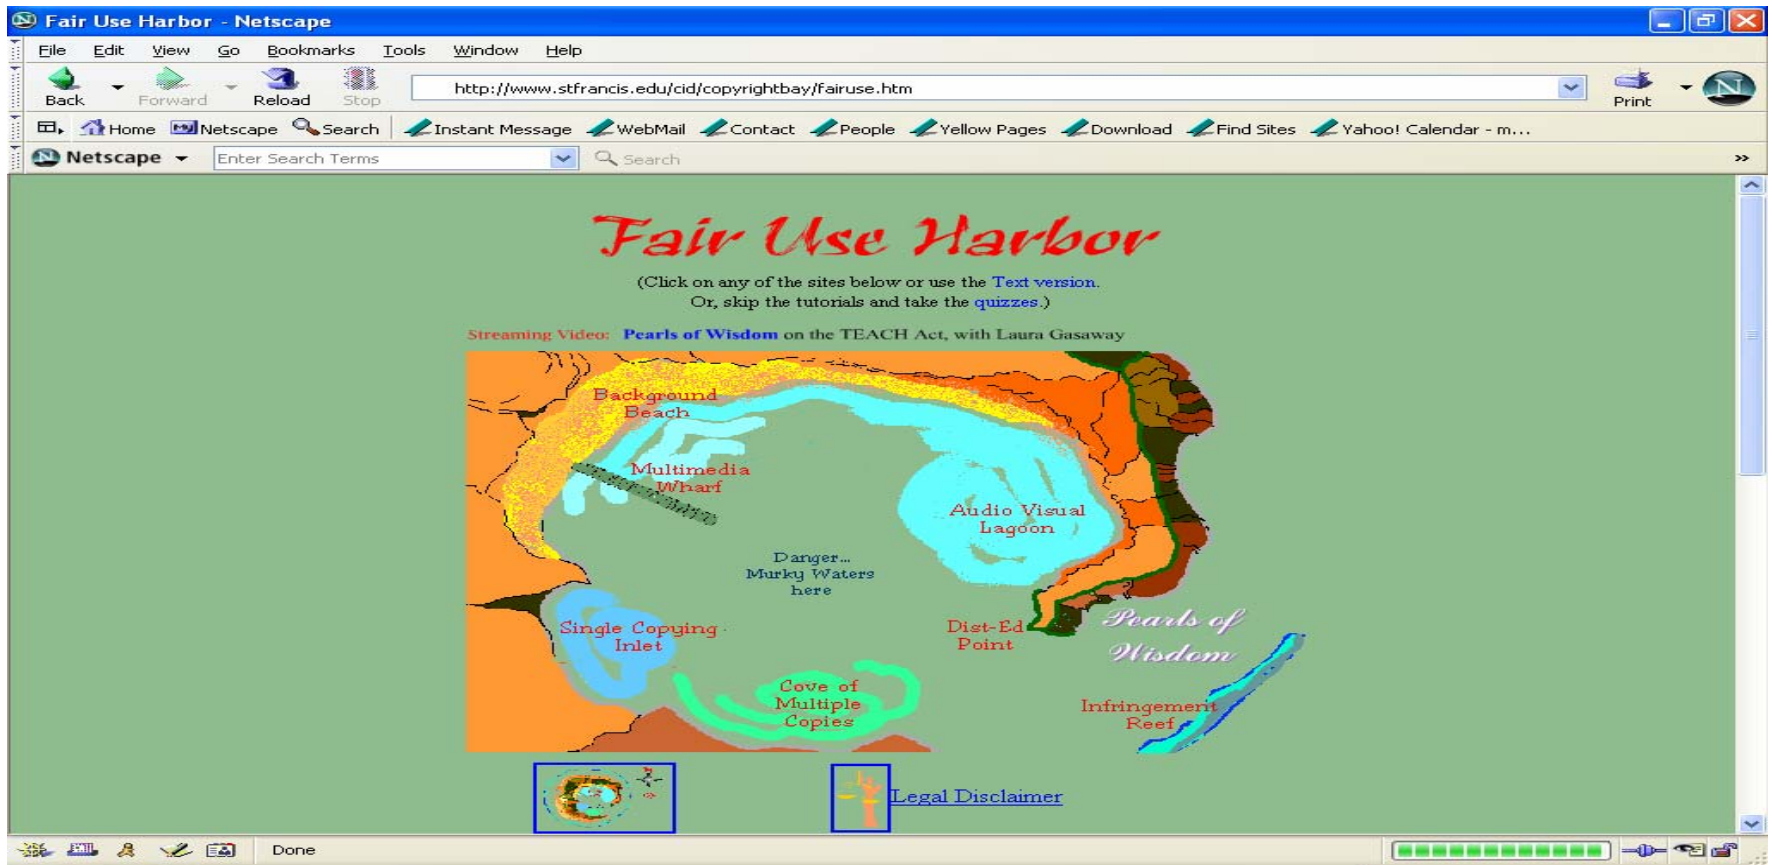 Fair Use Harbor - Netscape
File Edit View Go Bookmarks Tools Window Help
Back Forward Reload Stop http://www.stfrancis.edu/cid/copyrightbay/fairuse.htm Print
Home Netscape Search Instant Message WebMail Contact People Yellow Pages Download Find Sites Yahoo! Calendar - m...
Netscape Enter Search Terms Search
Fair Use Harbor
(Click on any of the sites below or use the Text version.
Or, skip the tutorials and take the quizzes.)
Streaming Video: Pearls of Wisdom on the TEACH Act, with Laura Gasaway
Background
Beach
Multimedia
Wharf
Audio Visual
Lagoon
Danger...
Murky Waters
here
Single Copying
Inlet
Dist-Ed
Point
Pearls of
Wisdom
Cove of
Multiple
Copies
Infringement
Reef
Legal Disclaimer
Done